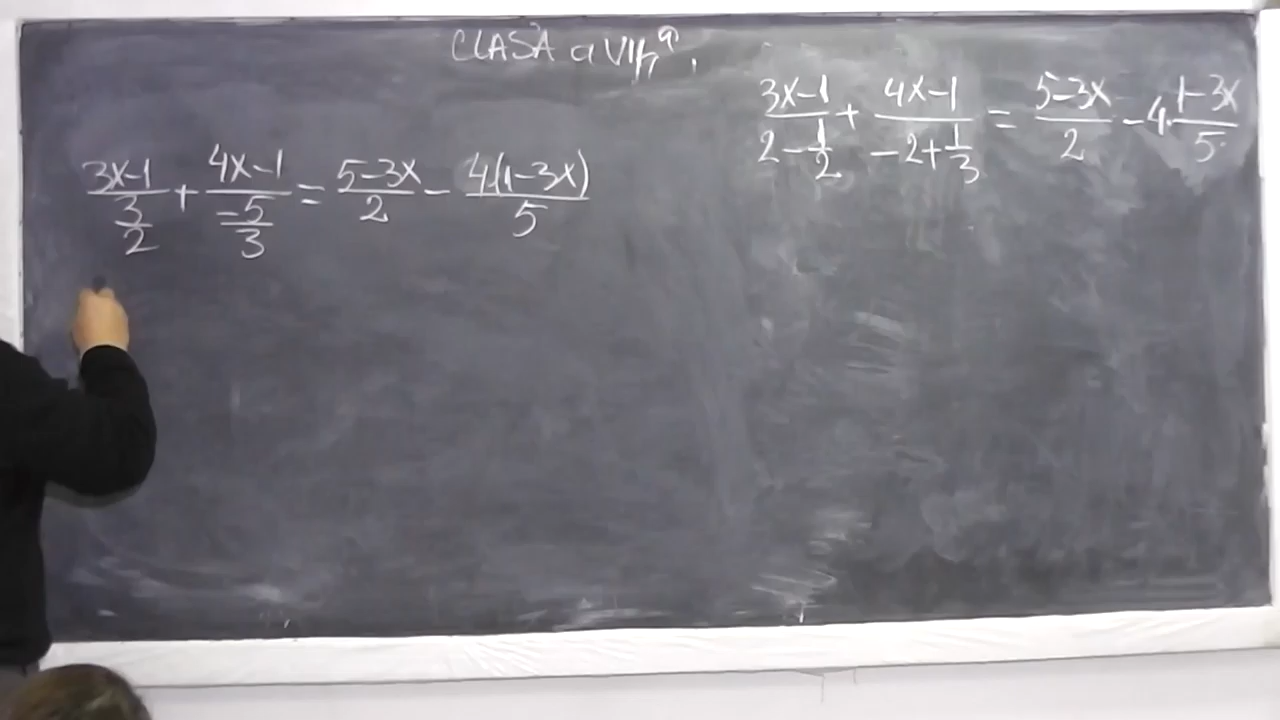 CLASA a VII-a
(3x-1)/(2-1/2) + (4x-1)/(-2+1/3) = (5-3x)/2 - 4·(1-3x)/5
(3x-1)/(3/2) + (4x-1)/(-5/3) = (5-3x)/2 - 4(1-3x)/5